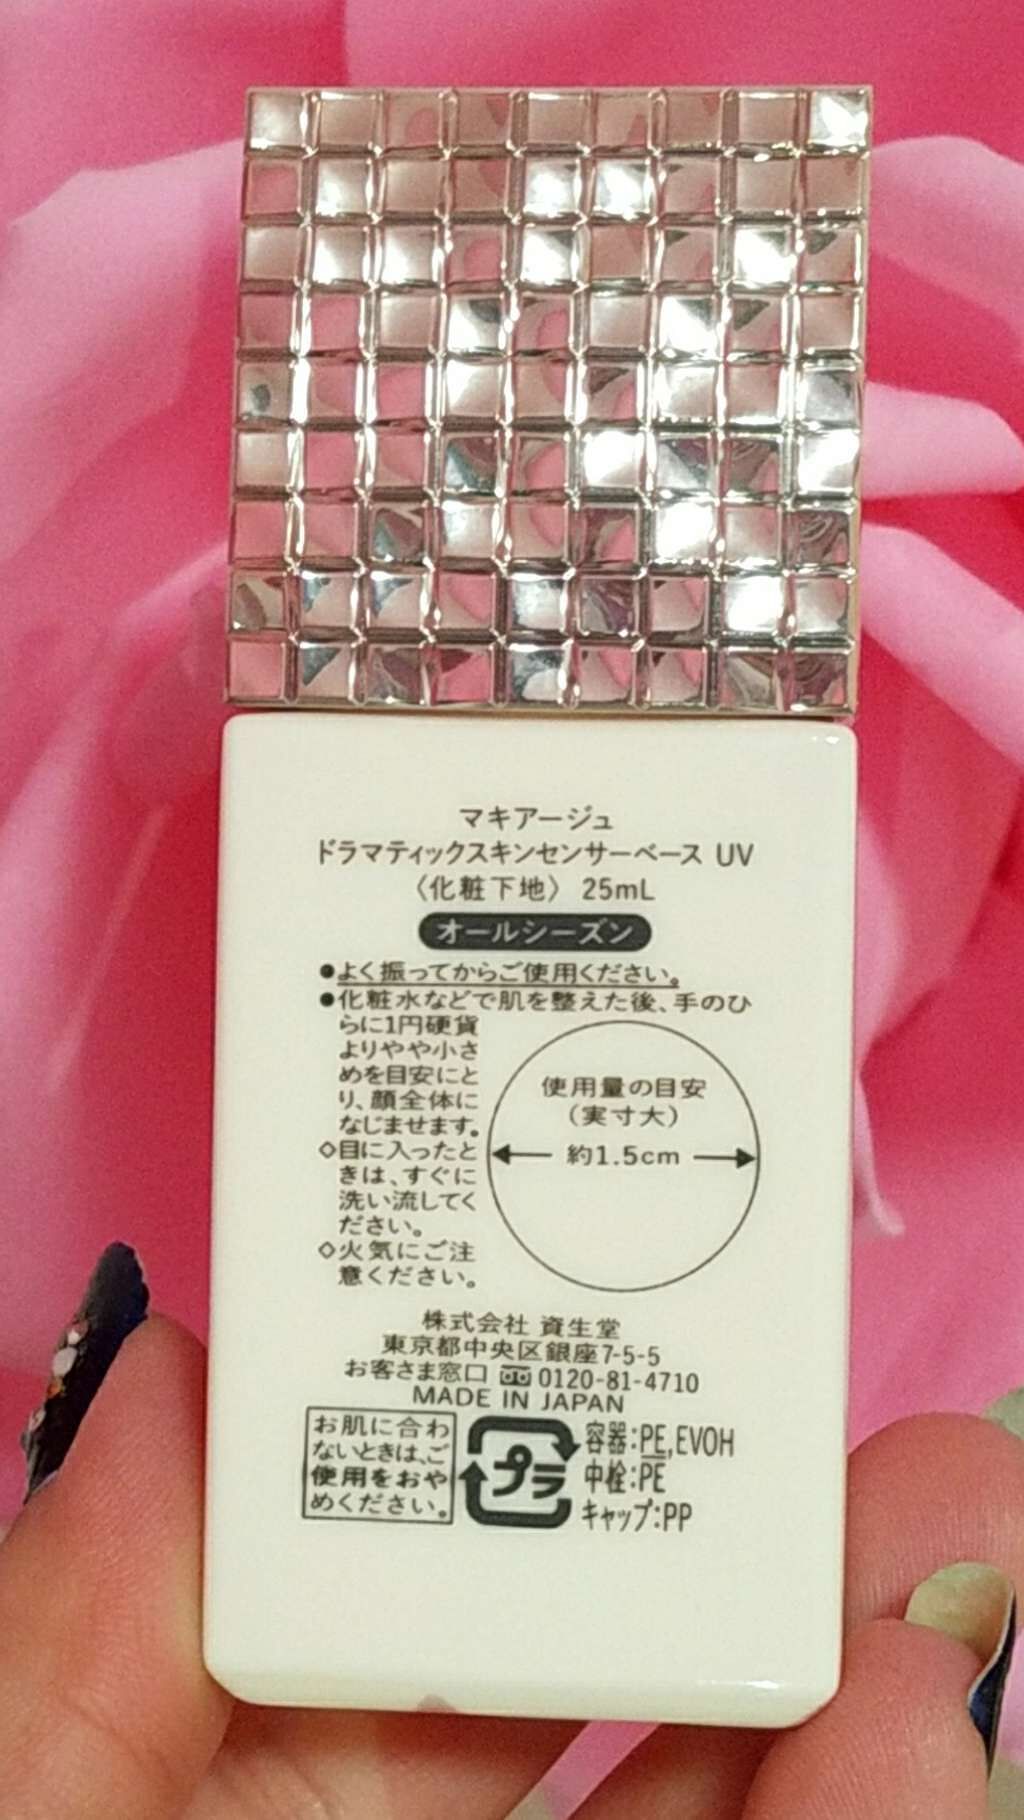 マキアージュ
ドラマティックスキンセンサーベース UV
〈化粧下地〉 25mL
オールシーズン
●よく振ってからご使用ください。
●化粧水などで肌を整えた後、手のひ
らに1円硬貨
よりやや小さ
めを目安にと
り、顔全体に
なじませます。
◇目に入ったと
きは、すぐに
洗い流してく
ださい。
◇火気にご注
意ください。
使用量の目安
（実寸大）
約1.5cm
株式会社 資生堂
東京都中央区銀座7-5-5
お客さま窓口 0120-81-4710
MADE IN JAPAN
お肌に合わ
ないときは、ご
使用をおや
めください。
プラ
容器:PE,EVOH
中栓:PE
キャップ:PP